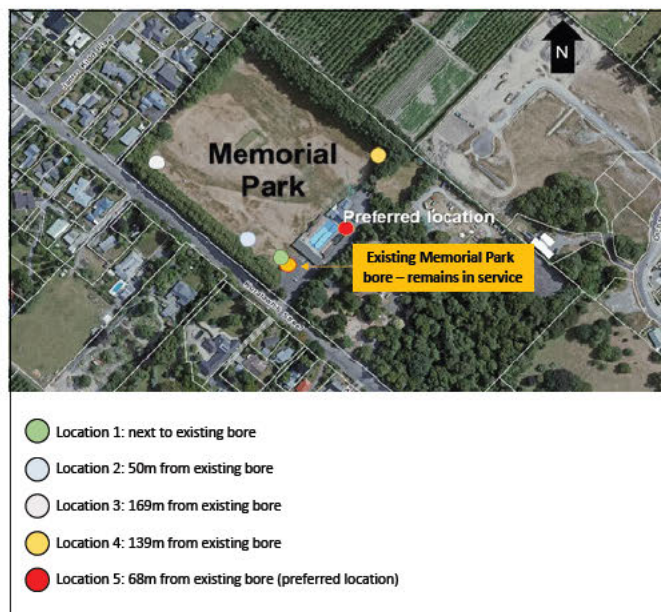 N
Memorial
Park
Preferred location
Existing Memorial Park
bore – remains in service
Location 1: next to existing bore
Location 2: 50m from existing bore
Location 3: 169m from existing bore
Location 4: 139m from existing bore
Location 5: 68m from existing bore (preferred location)